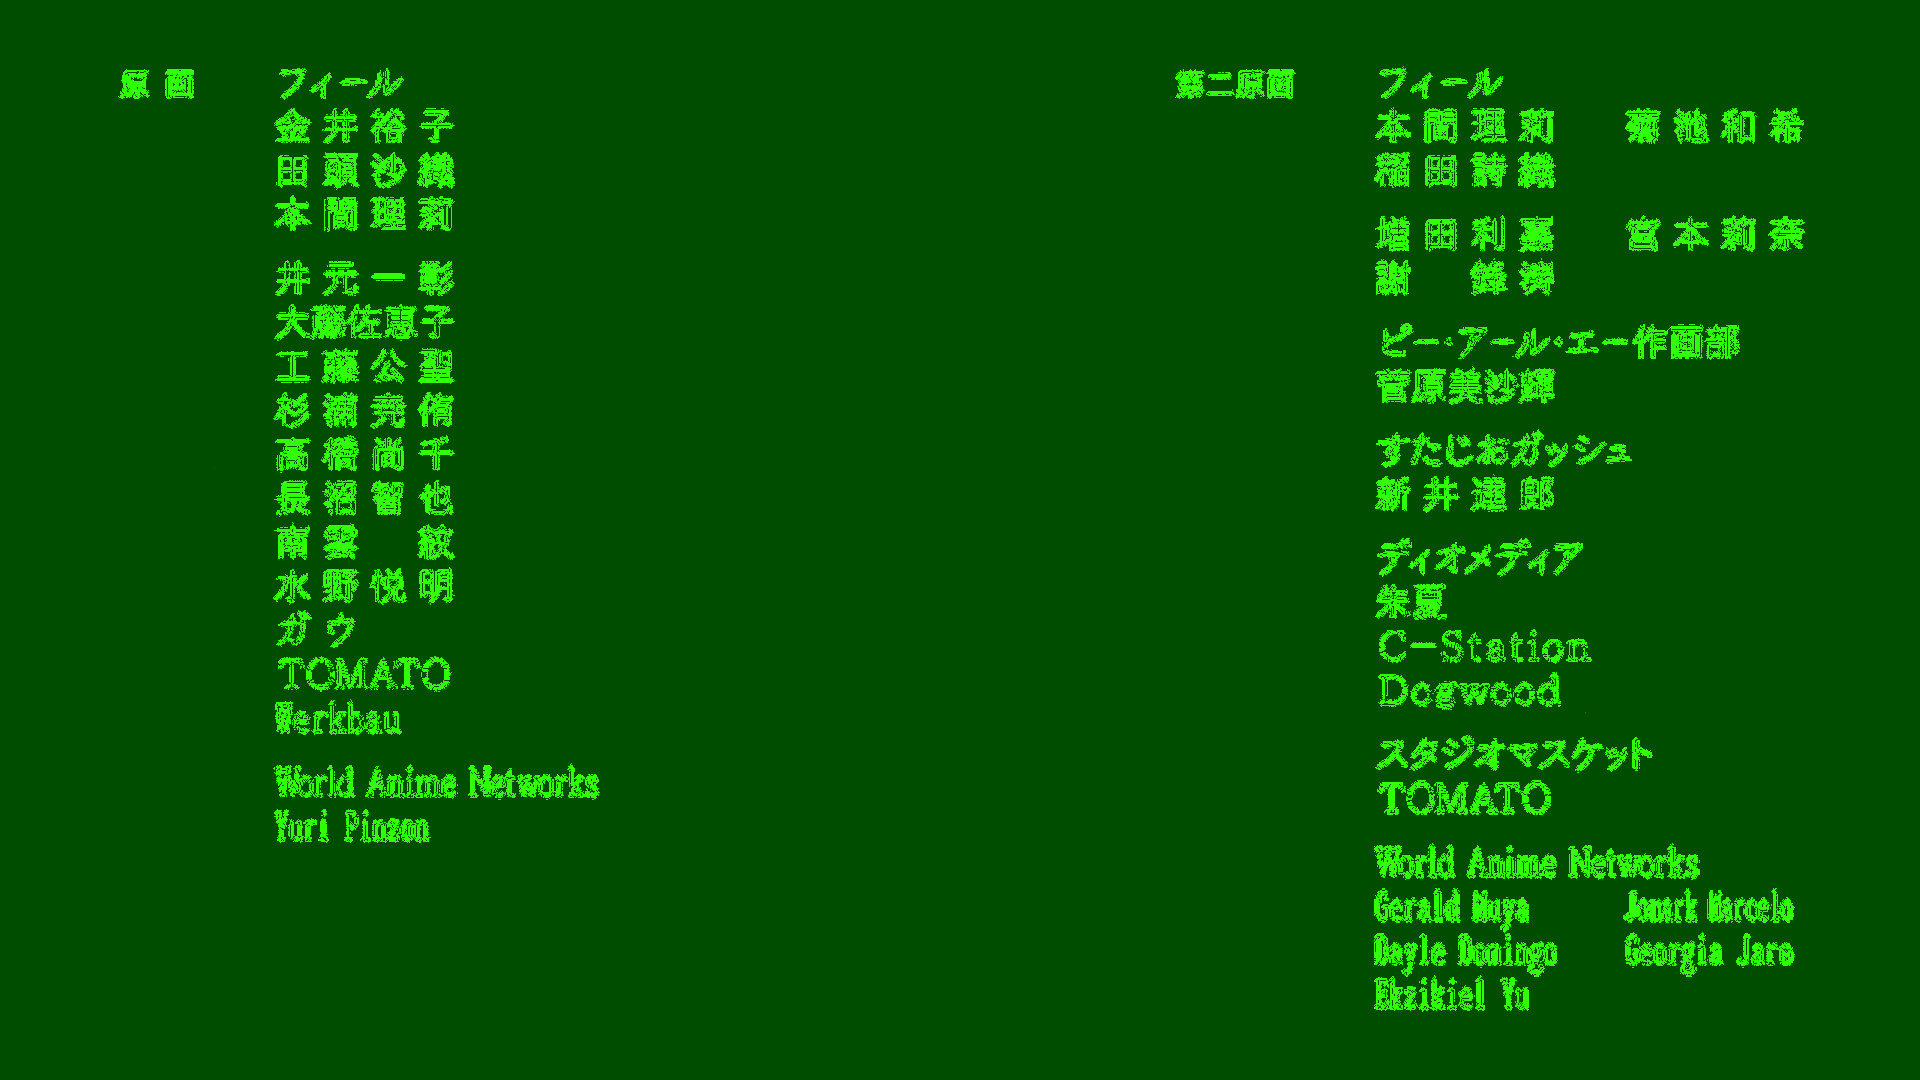 原画 フィール
金井裕子
田頭沙織
本間理莉
井元一彰
大藤佐恵子
工藤公聖
杉浦尭侑
高橋尚千
長沼智也
南雲 紋
水野悦明
ガウ
TOMATO
Werkbau
World Anime Networks
Yuri Pinzon
第二原画 フィール
本間理莉 菊池和希
稲田詩織
増田利嘉 宮本莉奈
謝
ピー・アール・エー作画部
菅原美沙輝
すたじおガッシュ
新井達郎
ディオメディア
朱夏
C-Station
Dogwood
スタジオマスケット
TOMATO
World Anime Networks
Gerald Muya Jomark Marcelo
Dayle Domingo Georgia Jaro
Ekzikiel Yu